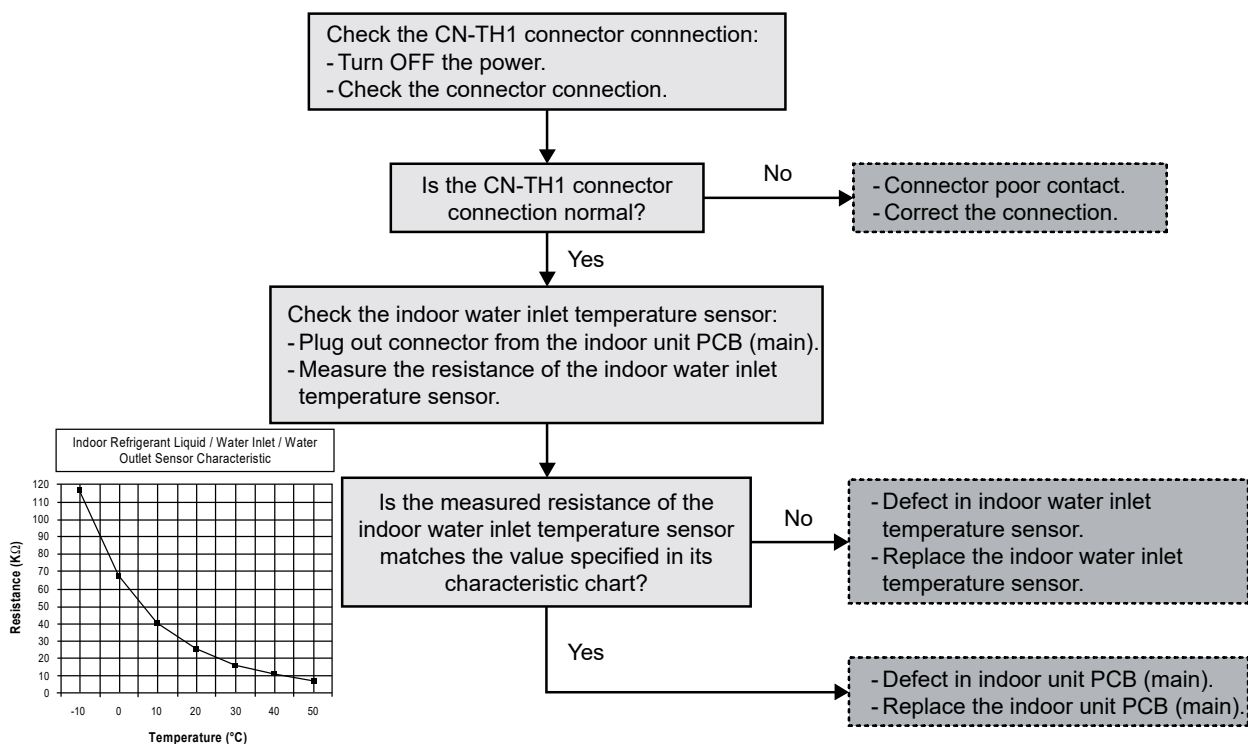 Check the CN-TH1 connector connnection:
- Turn OFF the power.
- Check the connector connection.
Is the CN-TH1 connector
connection normal?
No
- Connector poor contact.
- Correct the connection.
Yes
Check the indoor water inlet temperature sensor:
- Plug out connector from the indoor unit PCB (main).
- Measure the resistance of the indoor water inlet
temperature sensor.
Indoor Refrigerant Liquid / Water Inlet / Water
Outlet Sensor Characteristic
120
110
100
90
80
70
60
50
40
30
20
10
0
Resistance (KΩ)
-10 0 10 20 30 40 50
Temperature (°C)
Is the measured resistance of the
indoor water inlet temperature sensor
matches the value specified in its
characteristic chart?
No
- Defect in indoor water inlet
temperature sensor.
- Replace the indoor water inlet
temperature sensor.
Yes
- Defect in indoor unit PCB (main).
- Replace the indoor unit PCB (main).